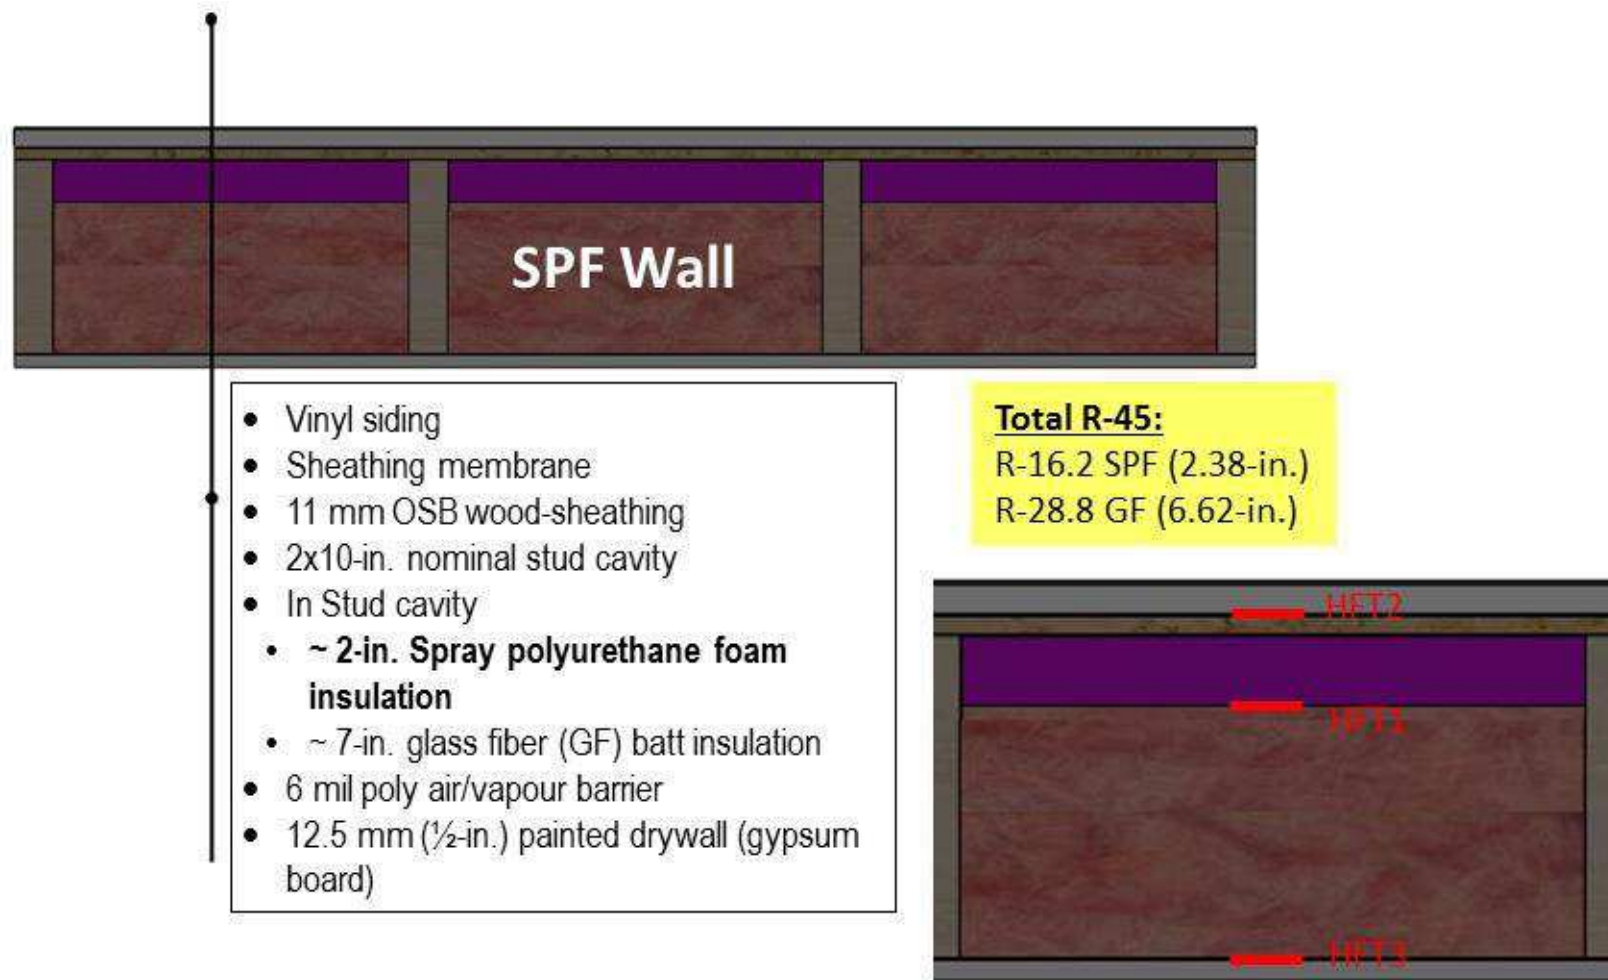 SPF Wall
• Vinyl siding
• Sheathing membrane
• 11 mm OSB wood-sheathing
• 2x10-in. nominal stud cavity
• In Stud cavity
• ~ 2-in. Spray polyurethane foam
insulation
• ~ 7-in. glass fiber (GF) batt insulation
• 6 mil poly air/vapour barrier
• 12.5 mm (½-in.) painted drywall (gypsum
board)
Total R-45:
R-16.2 SPF (2.38-in.)
R-28.8 GF (6.62-in.)
HFT2
HFT1
HFT3